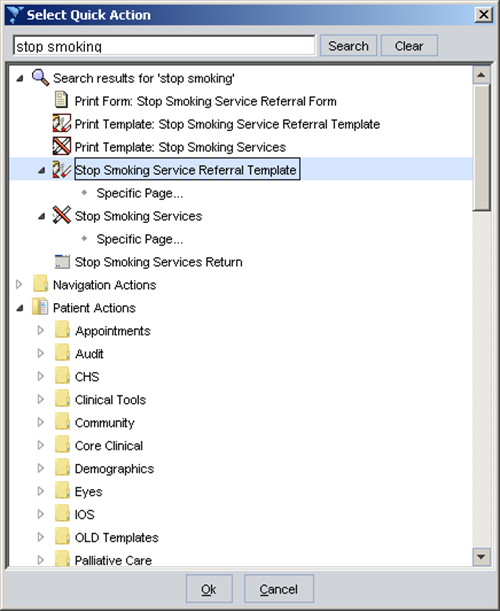 Select Quick Action
stop smoking
Search
Clear
Search results for 'stop smoking'
Print Form: Stop Smoking Service Referral Form
Print Template: Stop Smoking Service Referral Template
Print Template: Stop Smoking Services
Stop Smoking Service Referral Template
Specific Page...
Stop Smoking Services
Specific Page...
Stop Smoking Services Return
Navigation Actions
Patient Actions
Appointments
Audit
CHS
Clinical Tools
Community
Core Clinical
Demographics
Eyes
IOS
OLD Templates
Palliative Care
Ok
Cancel